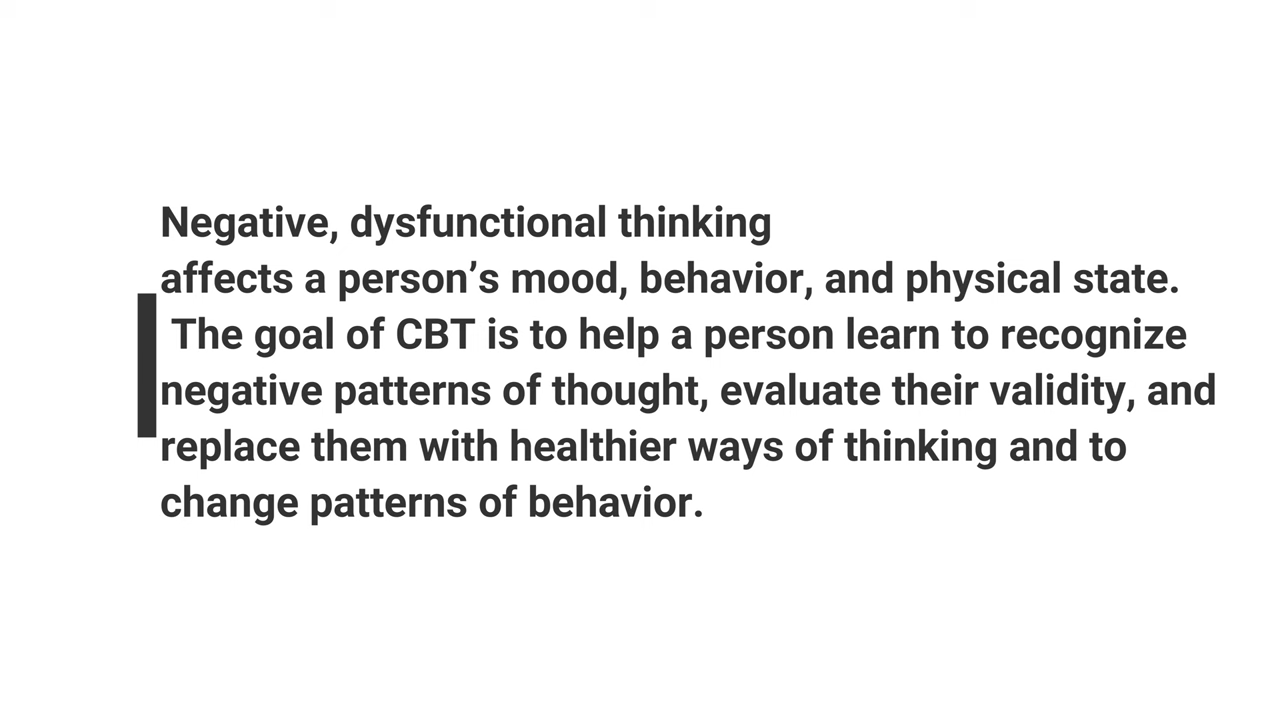 Negative, dysfunctional thinking
affects a person’s mood, behavior, and physical state.
The goal of CBT is to help a person learn to recognize
negative patterns of thought, evaluate their validity, and
replace them with healthier ways of thinking and to
change patterns of behavior.